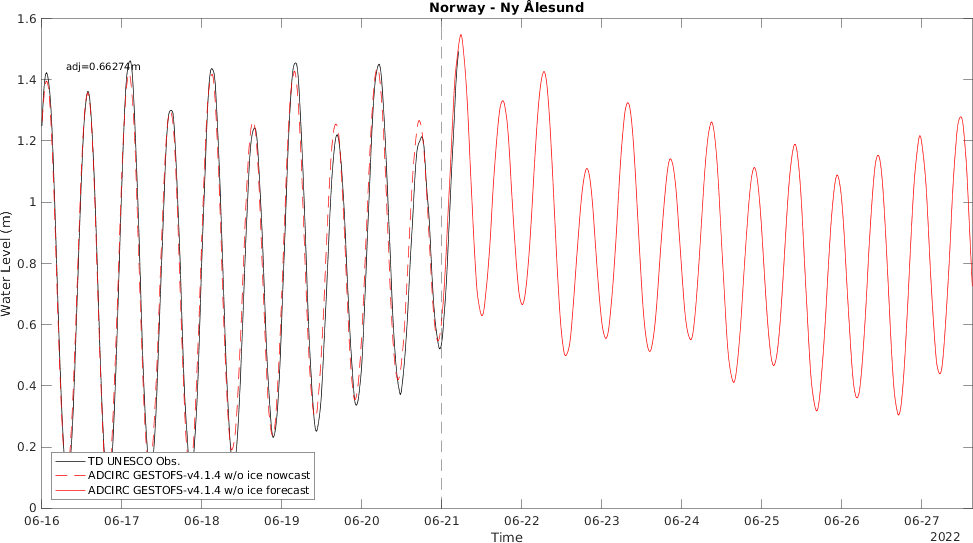 Norway - Ny Ålesund
adj=0.66274m
1.6
1.4
1.2
1
0.8
0.6
0.4
0.2
0
Water Level (m)
TD UNESCO Obs.
ADCIRC GESTOFS-v4.1.4 w/o ice nowcast
ADCIRC GESTOFS-v4.1.4 w/o ice forecast
06-16 06-17 06-18 06-19 06-20 06-21 06-22 06-23 06-24 06-25 06-26 06-27
Time
2022